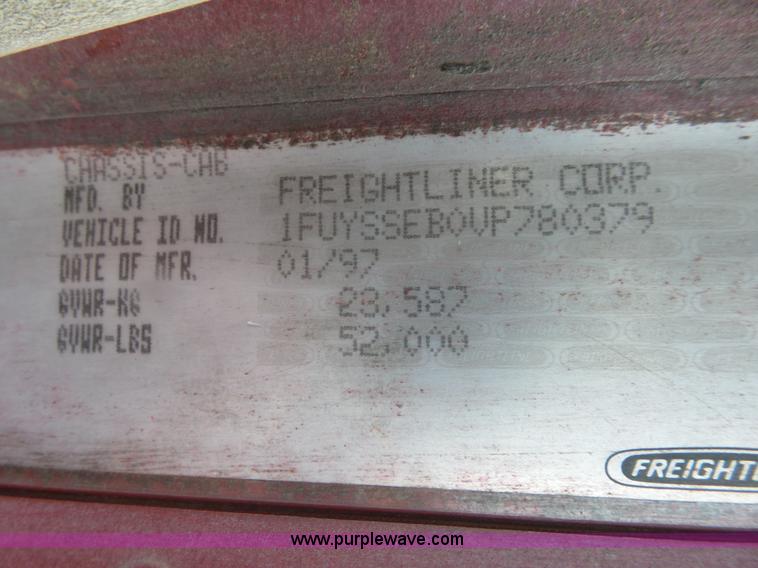 CHASSIS-CAB
MFD. BY FREIGHTLINER CORP.
VEHICLE ID NO. 1FUYSSEB0VP780379
DATE OF MFR. 01/97
GVWR-KG 23,587
GVWR-LBS 52,000
FREIGHTL
www.purplewave.com